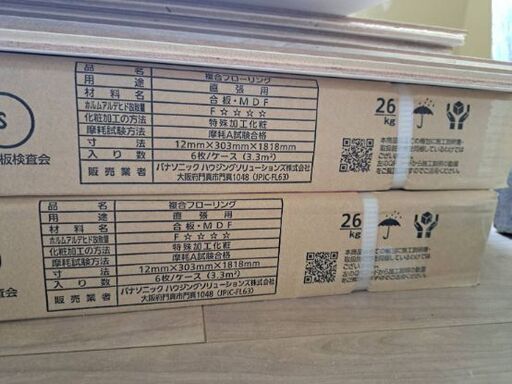 S
板検査会
品名 複合フローリング
用途 直張用
材料名 合板・MDF
ホルムアルデヒド放散量 F☆☆☆☆
化粧加工の方法 特殊加工化粧
摩耗試験方法 摩耗A試験合格
寸法 12mm×303mm×1818mm
入り数 6枚/ケース (3.3m²)
販売業者 パナソニック ハウジングソリューションズ株式会社
大阪府門真市門真1048 (JPIC-FL63)
26
kg
査会
品名 複合フローリング
用途 直張用
材料名 合板・MDF
ホルムアルデヒド放散量 F☆☆☆☆
化粧加工の方法 特殊加工化粧
摩耗試験方法 摩耗A試験合格
寸法 12mm×303mm×1818mm
入り数 6枚/ケース (3.3m²)
販売業者 パナソニック ハウジングソリューションズ株式会社
大阪府門真市門真1048 (JPIC-FL63)
26
kg